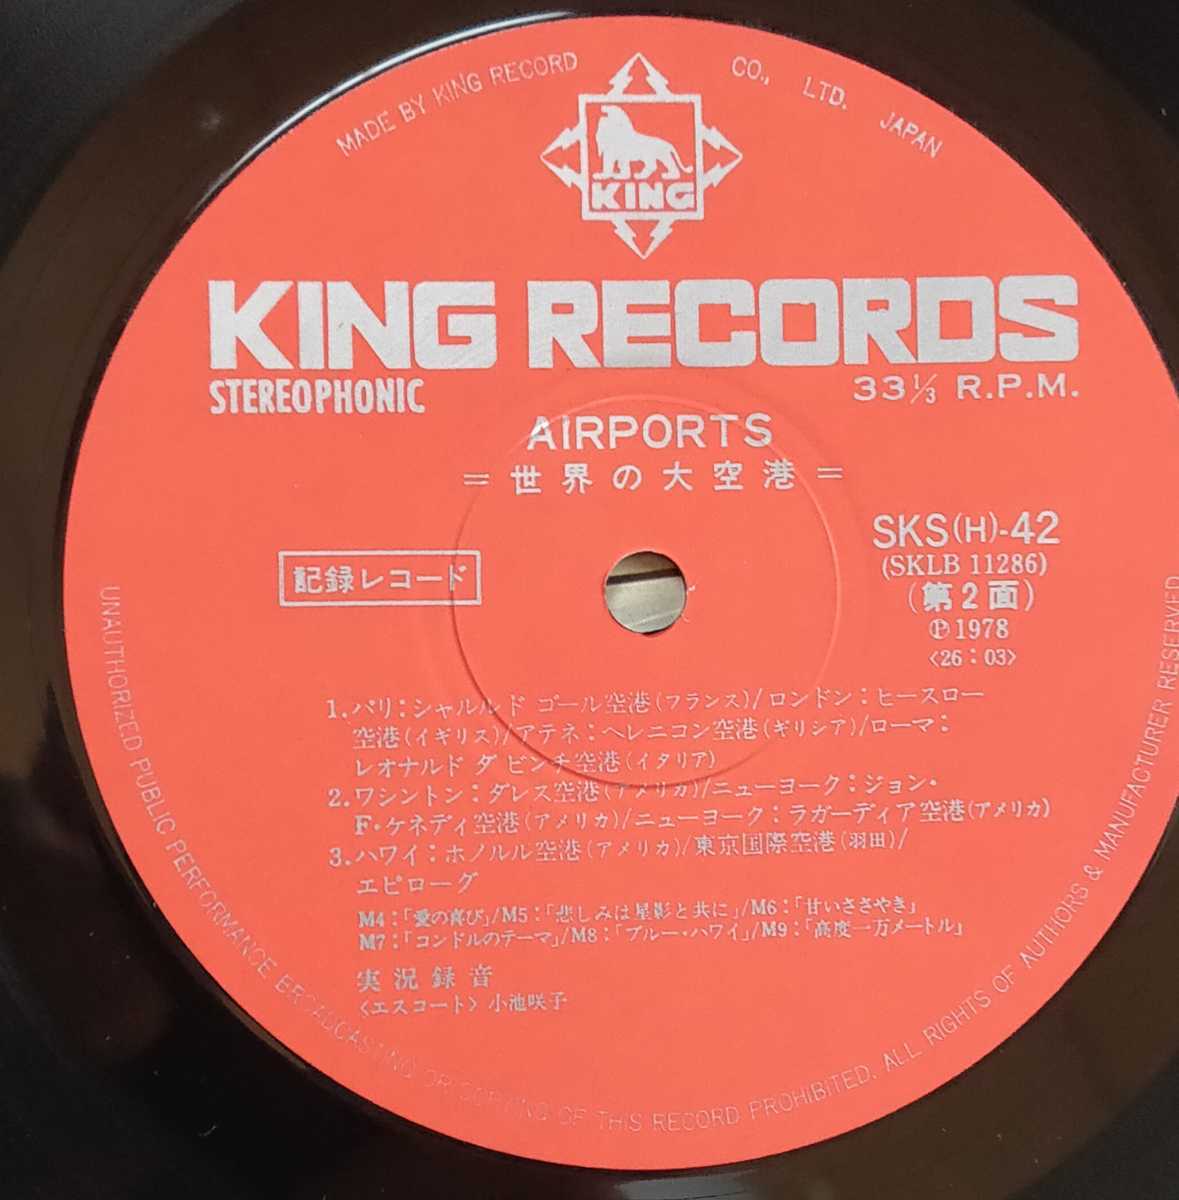 MADE BY KING RECORD CO., LTD. JAPAN
KING
KING RECORDS
STEREOPHONIC
33 1/3 R.P.M.
AIRPORTS
=世界の大空港=
SKS(H)-42
(SKLB 11286)
(第2面)
℗1978
〈26:03〉
記録レコード
1.パリ:シャルル ド ゴール空港(フランス)/ロンドン:ヒースロー
空港(イギリス)/アテネ:ヘレニコン空港(ギリシア)/ローマ:
レオナルド ダ ビンチ空港(イタリア)
2.ワシントン:ダレス空港(アメリカ)/ニューヨーク:ジョン・
F・ケネディ空港(アメリカ)/ニューヨーク:ラガーディア空港(アメリカ)
3.ハワイ:ホノルル空港(アメリカ)/東京国際空港(羽田)/
エピローグ
M4:「愛の喜び」/M5:「悲しみは星影と共に」/M6:「甘いささやき」
M7:「コンドルのテーマ」/M8:「ブルー・ハワイ」/M9:「高度一万メートル」
実況録音
〈エスコート〉小池咲子
UNAUTHORIZED PUBLIC PERFORMANCE BROADCASTING OR COPYING OF THIS RECORD PROHIBITED. ALL RIGHTS OF AUTHORS & MANUFACTURER RESERVED